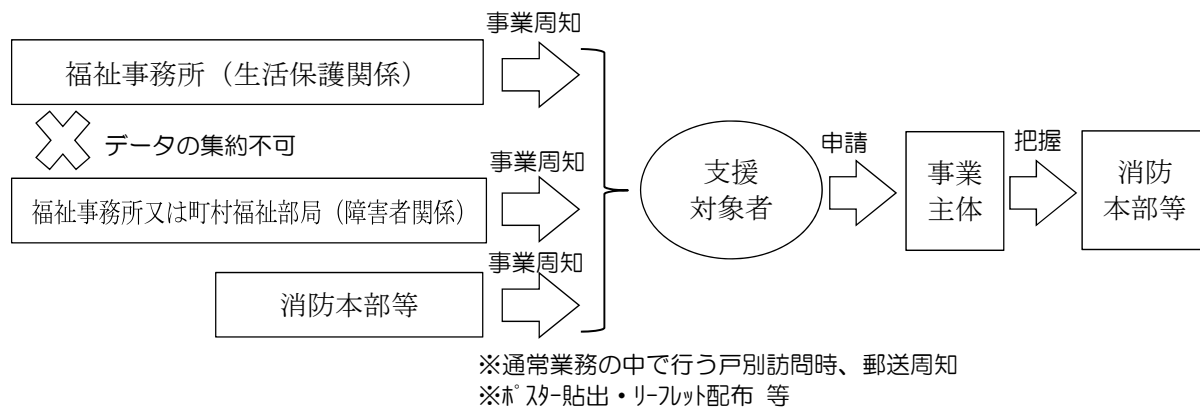 事業周知
福祉事務所（生活保護関係）
データの集約不可
事業周知
福祉事務所又は町村福祉部局（障害者関係）
事業周知
消防本部等
支援
対象者
申請
事業
主体
把握
消防
本部等
※通常業務の中で行う戸別訪問時、郵送周知
※ﾎﾟｽﾀｰ貼出・ﾘｰﾌﾚｯﾄ配布 等